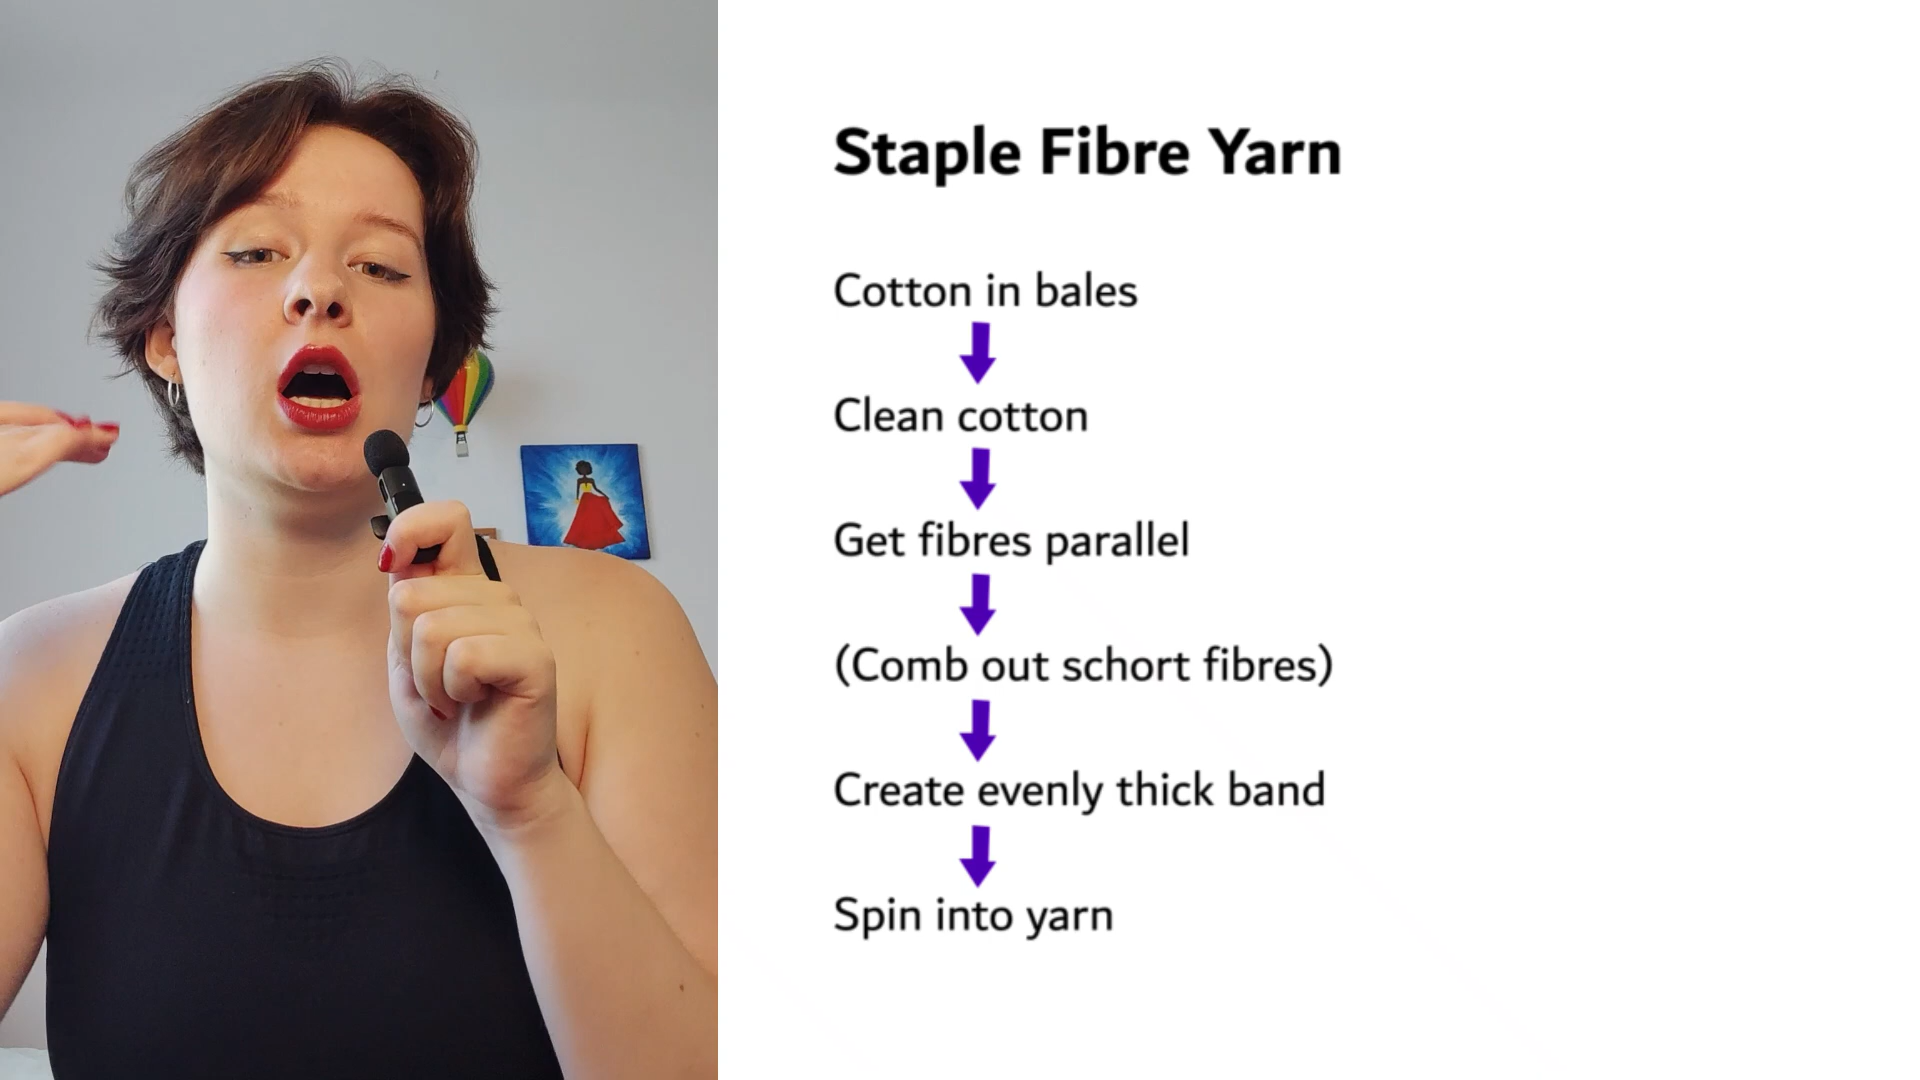 Staple Fibre Yarn
Cotton in bales
Clean cotton
Get fibres parallel
(Comb out schort fibres)
Create evenly thick band
Spin into yarn